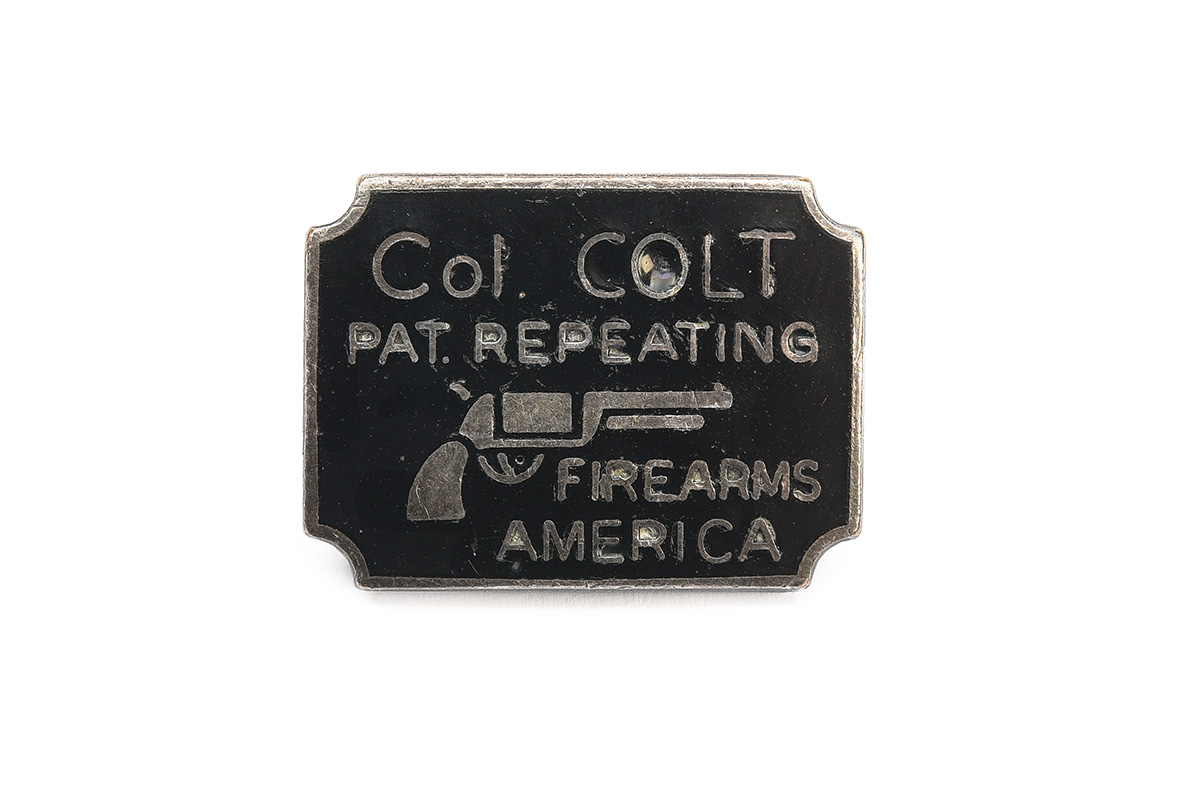 Col. COLT
PAT. REPEATING
FIREARMS
AMERICA